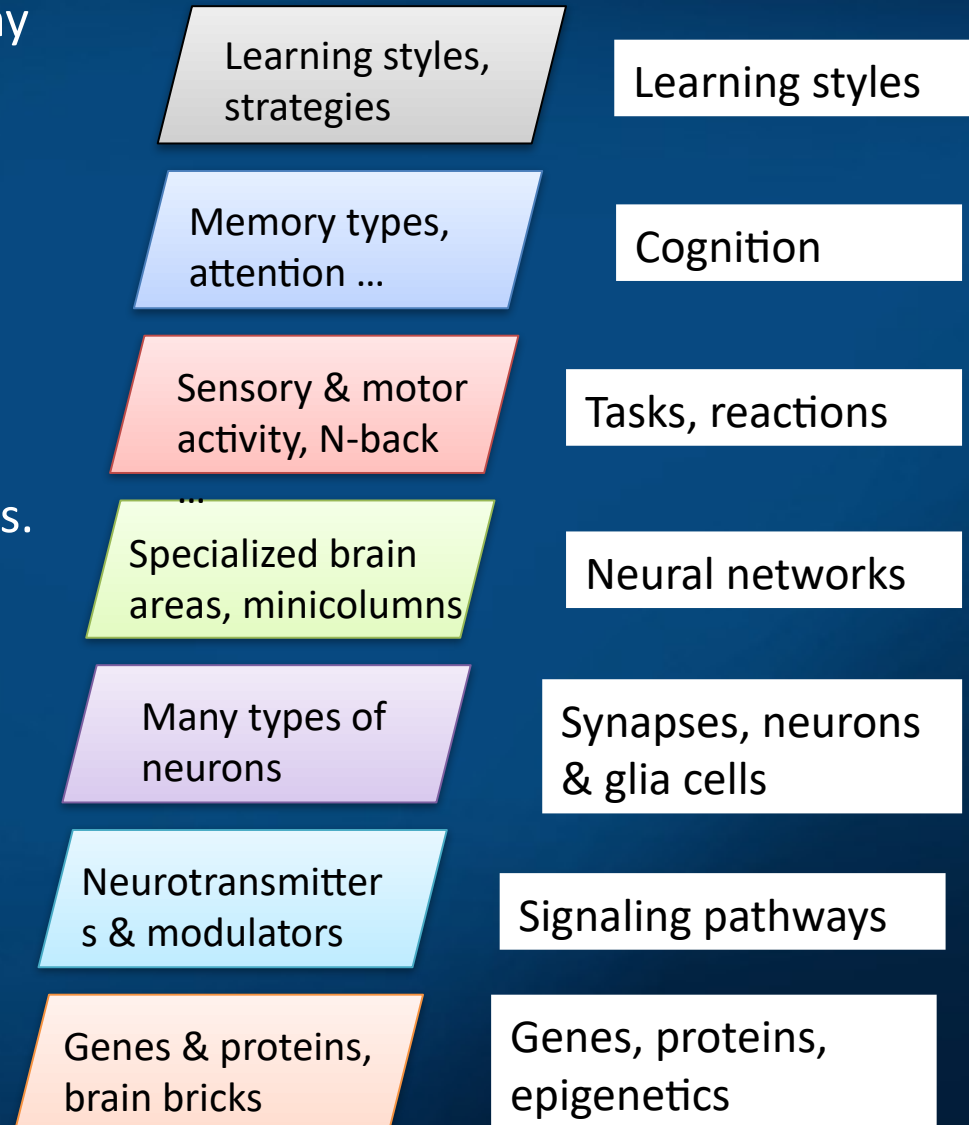 ay
Learning styles,
strategies
Learning styles
Memory types,
attention …
Cognition
Sensory & motor
activity, N-back
…
Tasks, reactions
s.
Specialized brain
areas, minicolumns
Neural networks
Many types of
neurons
Synapses, neurons
& glia cells
Neurotransmitter
s & modulators
Signaling pathways
Genes & proteins,
brain bricks
Genes, proteins,
epigenetics